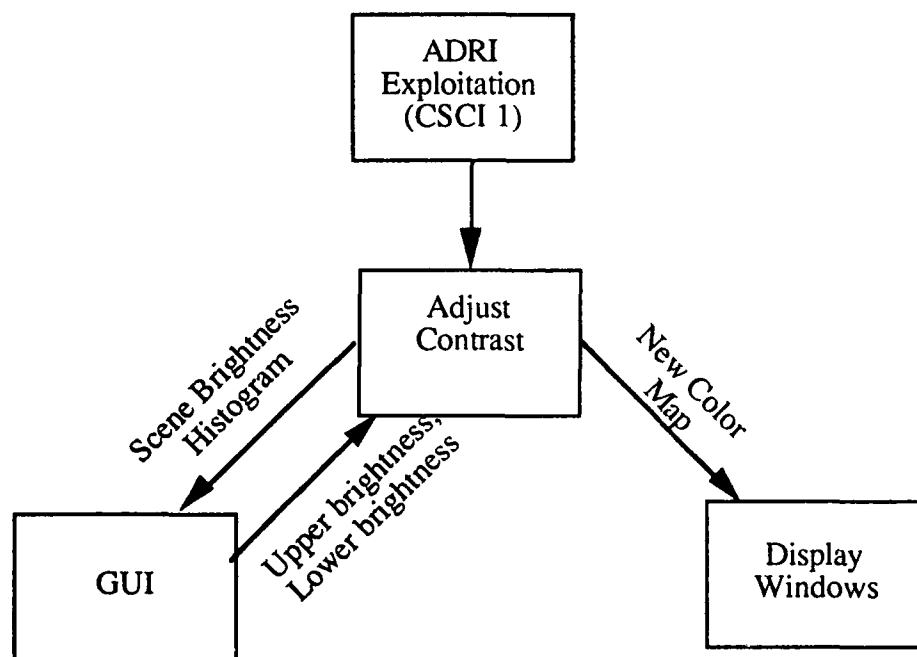 ADRI
Exploitation
(CSCI 1)
Adjust
Contrast
Scene Brightness
Histogram
Upper brightness,
Lower brightness
New Color
Map
GUI
Display
Windows